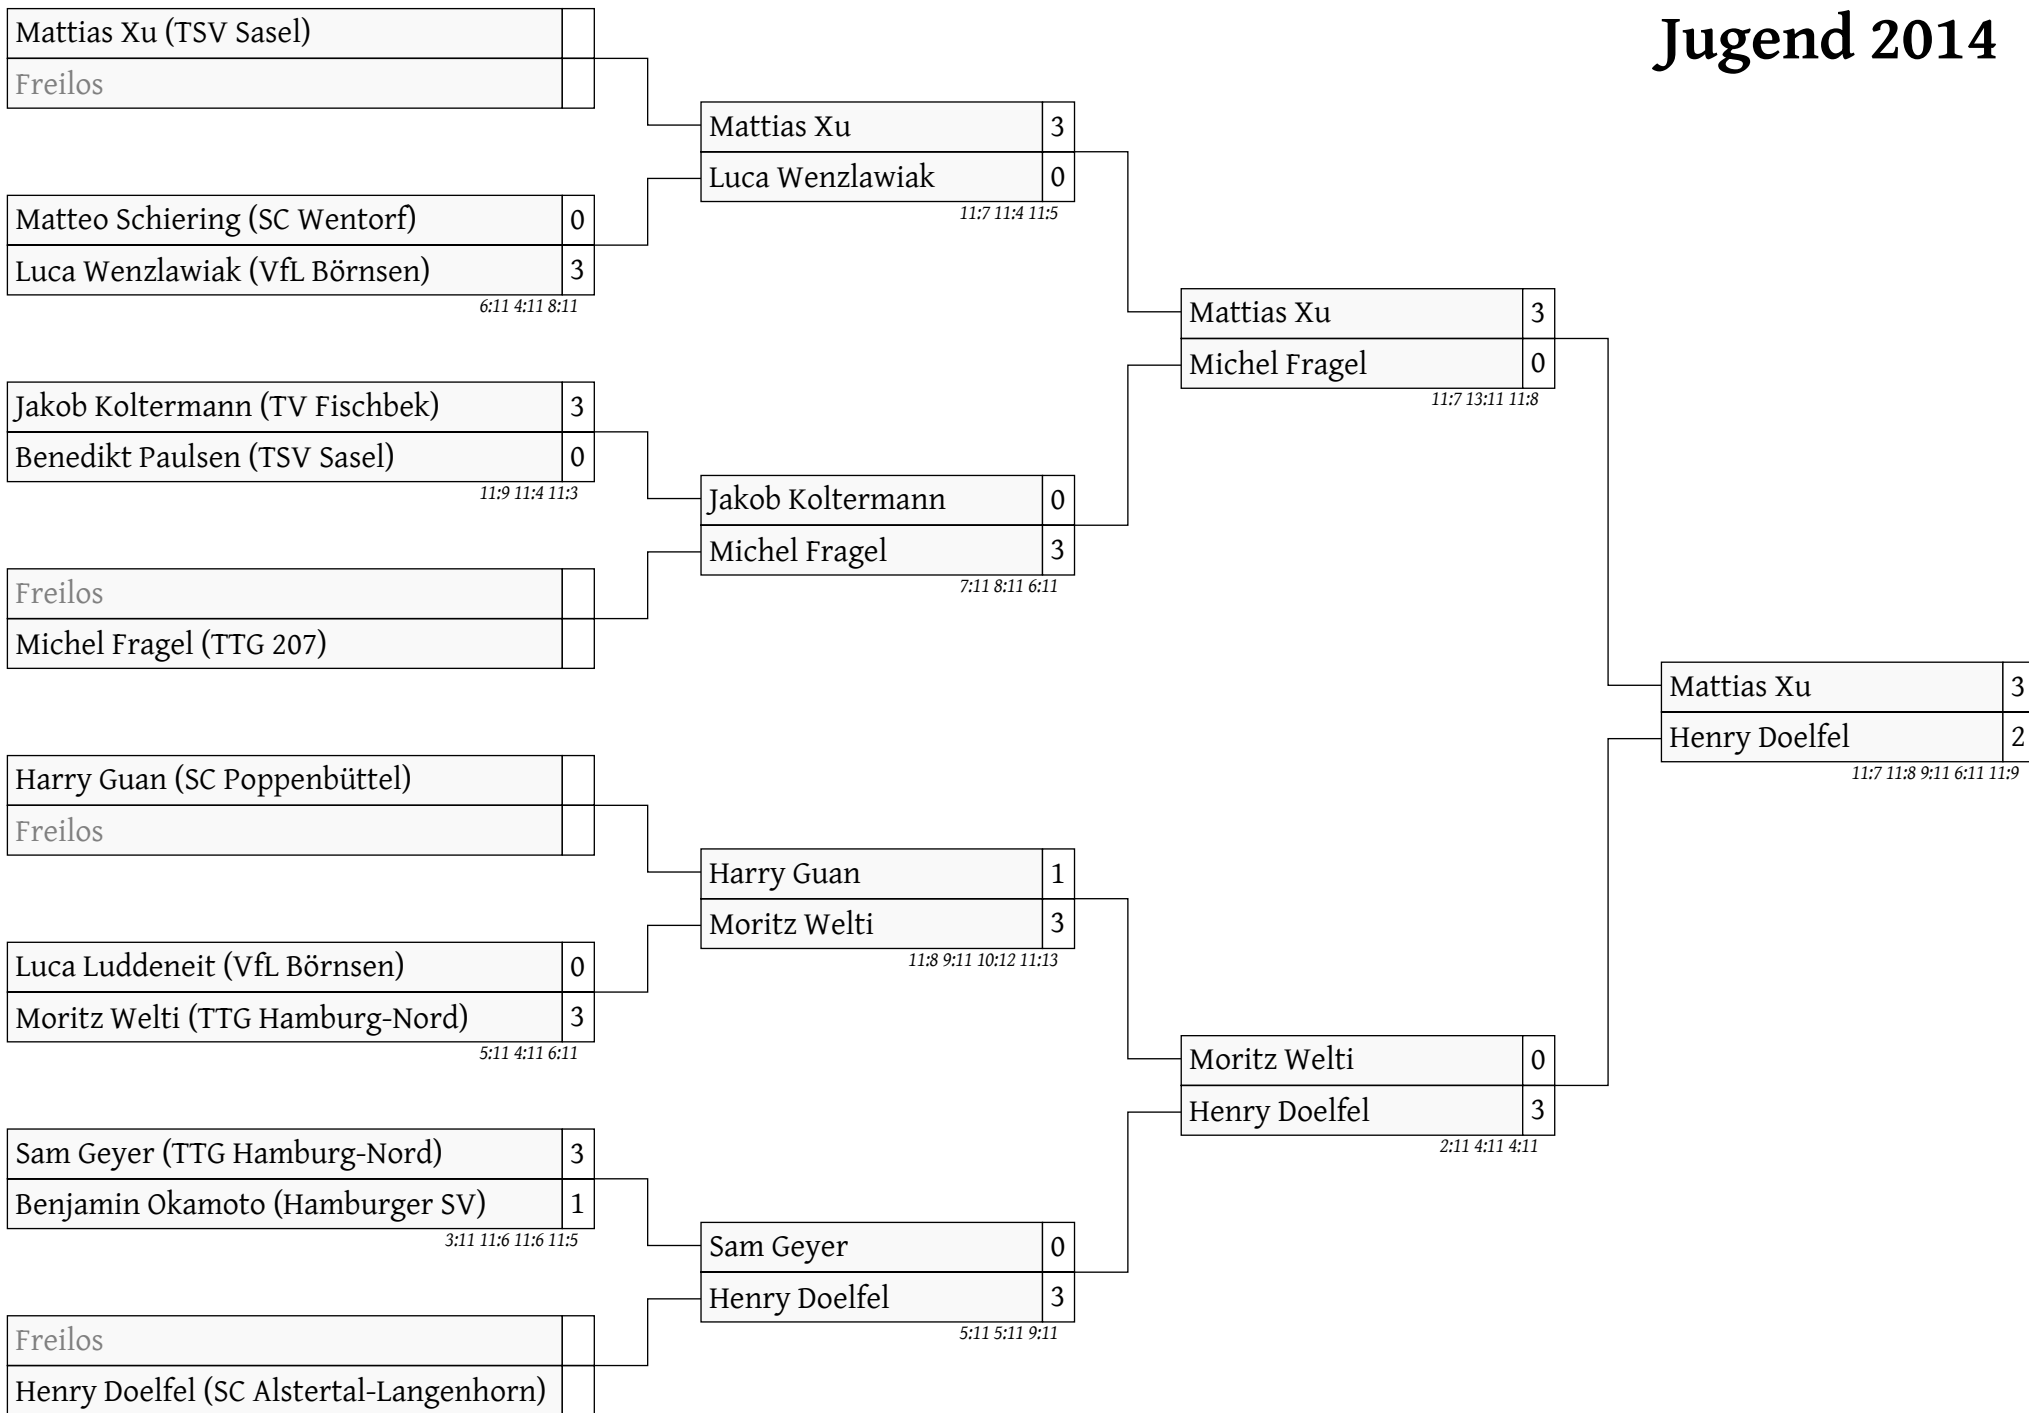 Jugend 2014
Mattias Xu (TSV Sasel)
Freilos
Matteo Schiering (SC Wentorf) 0
Luca Wenzlawiak (VfL Börnsen) 3
6:11 4:11 8:11
Jakob Koltermann (TV Fischbek) 3
Benedikt Paulsen (TSV Sasel) 0
11:9 11:4 11:3
Freilos
Michel Fragel (TTG 207)
Harry Guan (SC Poppenbüttel)
Freilos
Luca Luddeneit (VfL Börnsen) 0
Moritz Welti (TTG Hamburg-Nord) 3
5:11 4:11 6:11
Sam Geyer (TTG Hamburg-Nord) 3
Benjamin Okamoto (Hamburger SV) 1
3:11 11:6 11:6 11:5
Freilos
Henry Doelfel (SC Alstertal-Langenhorn)
Mattias Xu 3
Luca Wenzlawiak 0
11:7 11:4 11:5
Jakob Koltermann 0
Michel Fragel 3
7:11 8:11 6:11
Harry Guan 1
Moritz Welti 3
11:8 9:11 10:12 11:13
Sam Geyer 0
Henry Doelfel 3
5:11 5:11 9:11
Mattias Xu 3
Michel Fragel 0
11:7 13:11 11:8
Moritz Welti 0
Henry Doelfel 3
2:11 4:11 4:11
Mattias Xu 3
Henry Doelfel 2
11:7 11:8 9:11 6:11 11:9